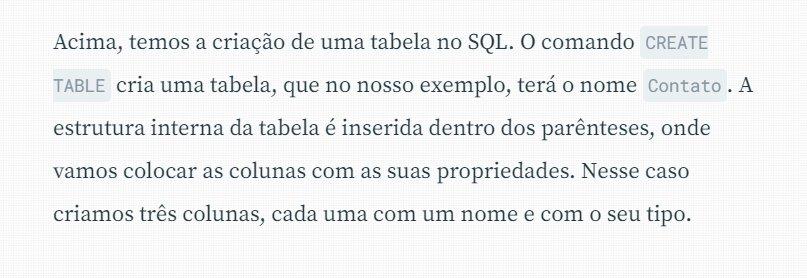 Acima, temos a criação de uma tabela no SQL. O comando CREATE
TABLE cria uma tabela, que no nosso exemplo, terá o nome Contato. A
estrutura interna da tabela é inserida dentro dos parênteses, onde
vamos colocar as colunas com as suas propriedades. Nesse caso
criamos três colunas, cada uma com um nome e com o seu tipo.